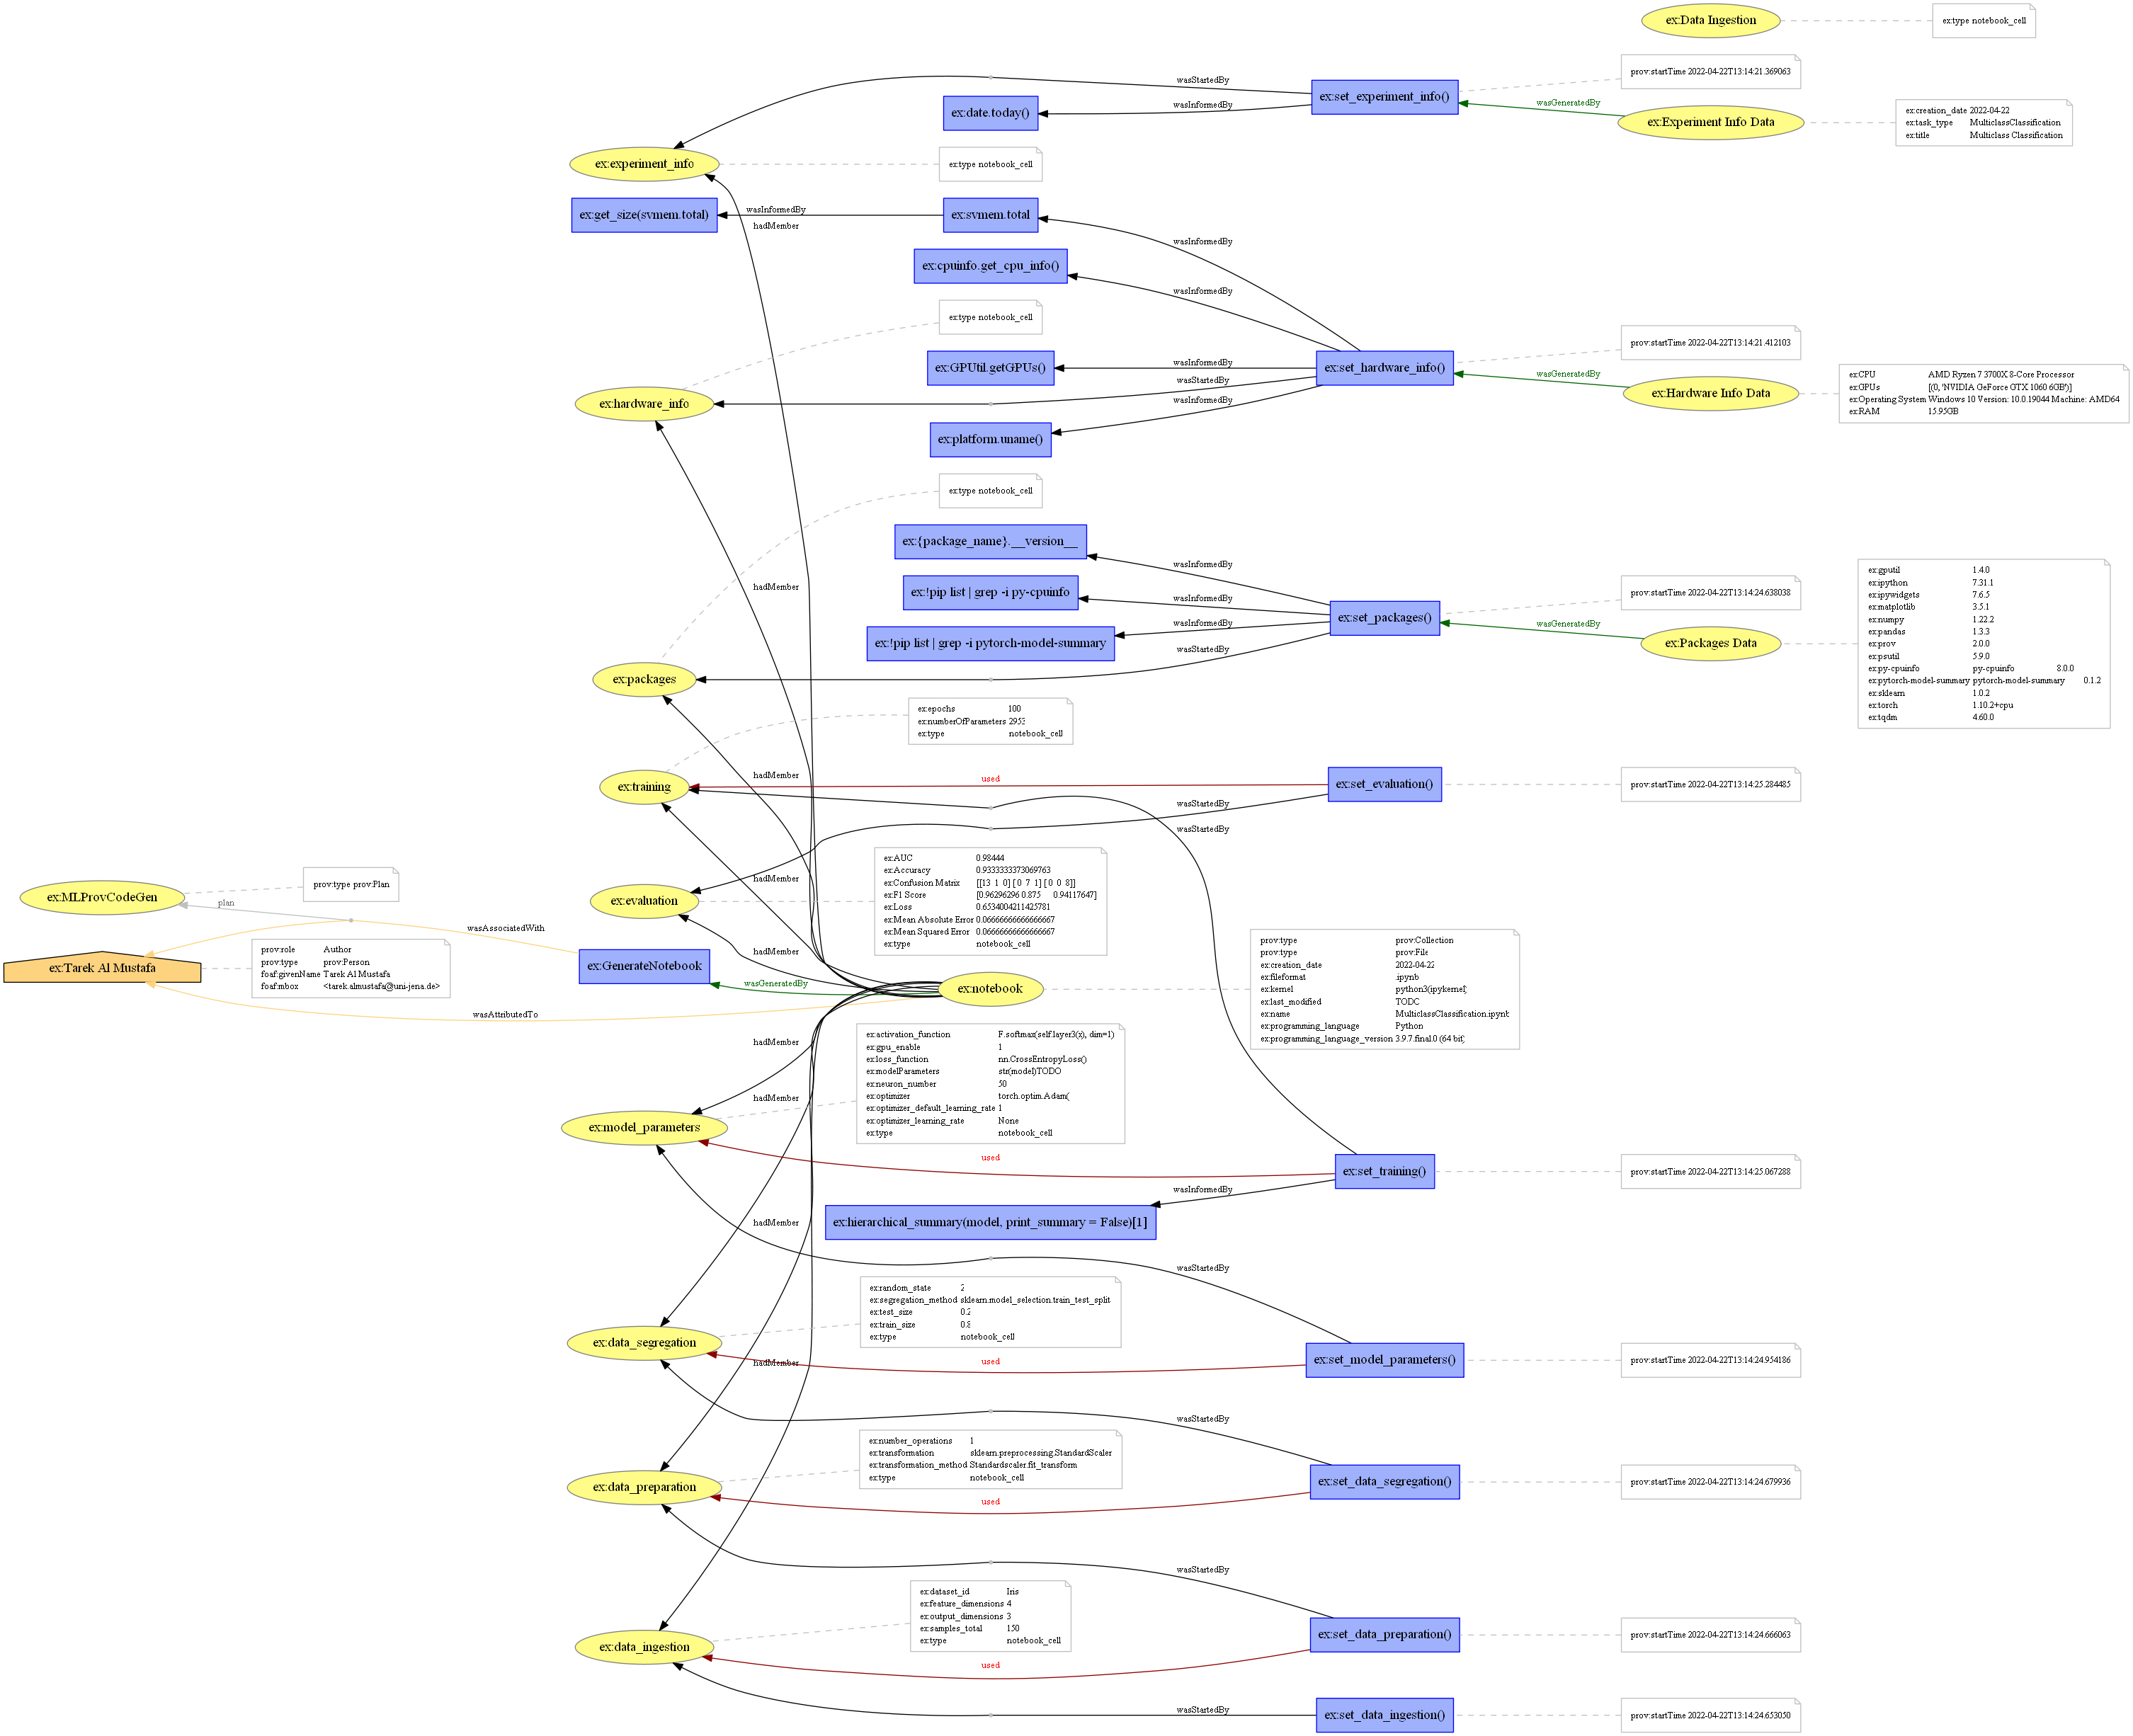 ex:Data Ingestion
ex:type notebook_cell
wasStartedBy
ex:set_experiment_info()
prov:startTime 2022-04-22T13:14:21.369063
ex:date.today()
wasInformedBy
wasGeneratedBy
ex:Experiment Info Data
ex:creation_date 2022-04-22
ex:task_type MulticlassClassification
ex:title Multiclass Classification
ex:experiment_info
ex:type notebook_cell
ex:get_size(svmem.total)
wasInformedBy
ex:svmem.total
hadMember
wasInformedBy
ex:cpuinfo.get_cpu_info()
wasInformedBy
ex:type notebook_cell
ex:GPUtil.getGPUs()
wasInformedBy
ex:set_hardware_info()
prov:startTime 2022-04-22T13:14:21.412103
wasStartedBy
wasGeneratedBy
ex:Hardware Info Data
ex:CPU AMD Ryzen 7 3700X 8-Core Processor
ex:GPUs [(0, 'NVIDIA GeForce GTX 1060 6GB')]
ex:Operating System Windows 10 Version: 10.0.19044 Machine: AMD64
ex:RAM 15.95GB
ex:hardware_info
wasInformedBy
ex:platform.uname()
ex:type notebook_cell
ex:{package_name}.__version__
wasInformedBy
ex:!pip list | grep -i py-cpuinfo
wasInformedBy
ex:set_packages()
prov:startTime 2022-04-22T13:14:24.638038
hadMember
ex:!pip list | grep -i pytorch-model-summary
wasInformedBy
wasGeneratedBy
ex:Packages Data
ex:gputil 1.4.0
ex:ipython 7.31.1
ex:ipywidgets 7.6.5
ex:matplotlib 3.5.1
ex:numpy 1.22.2
ex:pandas 1.3.3
ex:prov 2.0.0
ex:psutil 5.9.0
ex:py-cpuinfo py-cpuinfo 8.0.0
ex:pytorch-model-summary pytorch-model-summary 0.1.2
ex:sklearn 1.0.2
ex:torch 1.10.2+cpu
ex:tqdm 4.60.0
wasStartedBy
ex:packages
ex:epochs 100
ex:numberOfParameters 2953
ex:type notebook_cell
hadMember
ex:training
used
ex:set_evaluation()
prov:startTime 2022-04-22T13:14:25.284485
wasStartedBy
wasStartedBy
ex:MLProvCodeGen
prov:type prov:Plan
plan
hadMember
ex:evaluation
ex:AUC 0.98444
ex:Accuracy 0.9333333373069763
ex:Confusion Matrix [[13 1 0] [ 0 7 1] [ 0 0 8]]
ex:F1 Score [0.96296296 0.875 0.94117647]
ex:Loss 0.6534004211425781
ex:Mean Absolute Error 0.06666666666666667
ex:Mean Squared Error 0.06666666666666667
ex:type notebook_cell
wasAssociatedWith
hadMember
ex:Tarek Al Mustafa
prov:role Author
prov:type prov:Person
foaf:givenName Tarek Al Mustafa
foaf:mbox <tarek.almustafa@uni-jena.de>
ex:GenerateNotebook
wasGeneratedBy
ex:notebook
prov:type prov:Collection
prov:type prov:File
ex:creation_date 2022-04-22
ex:fileformat .ipynb
ex:kernel python3(ipykernel)
ex:last_modified TODO
ex:name MulticlassClassification.ipynb
ex:programming_language Python
ex:programming_language_version 3.9.7.final.0 (64 bit)
wasAttributedTo
hadMember
ex:activation_function F.softmax(self.layer3(x), dim=1)
ex:gpu_enable 1
ex:loss_function nn.CrossEntropyLoss()
ex:modelParameters str(model)TODO
ex:neuron_number 50
ex:optimizer torch.optim.Adam(
ex:optimizer_default_learning_rate 1
ex:optimizer_learning_rate None
ex:type notebook_cell
hadMember
ex:model_parameters
used
ex:set_training()
prov:startTime 2022-04-22T13:14:25.067288
wasInformedBy
ex:hierarchical_summary(model, print_summary = False)[1]
hadMember
wasStartedBy
ex:random_state 2
ex:segregation_method sklearn.model_selection.train_test_split
ex:test_size 0.2
ex:train_size 0.8
ex:type notebook_cell
ex:data_segregation
hadMember
used
ex:set_model_parameters()
prov:startTime 2022-04-22T13:14:24.954186
wasStartedBy
ex:number_operations 1
ex:transformation sklearn.preprocessing.StandardScaler
ex:transformation_method Standardscaler.fit_transform
ex:type notebook_cell
ex:data_preparation
used
ex:set_data_segregation()
prov:startTime 2022-04-22T13:14:24.679936
wasStartedBy
ex:dataset_id Iris
ex:feature_dimensions 4
ex:output_dimensions 3
ex:samples_total 150
ex:type notebook_cell
ex:data_ingestion
used
ex:set_data_preparation()
prov:startTime 2022-04-22T13:14:24.666063
wasStartedBy
ex:set_data_ingestion()
prov:startTime 2022-04-22T13:14:24.653050